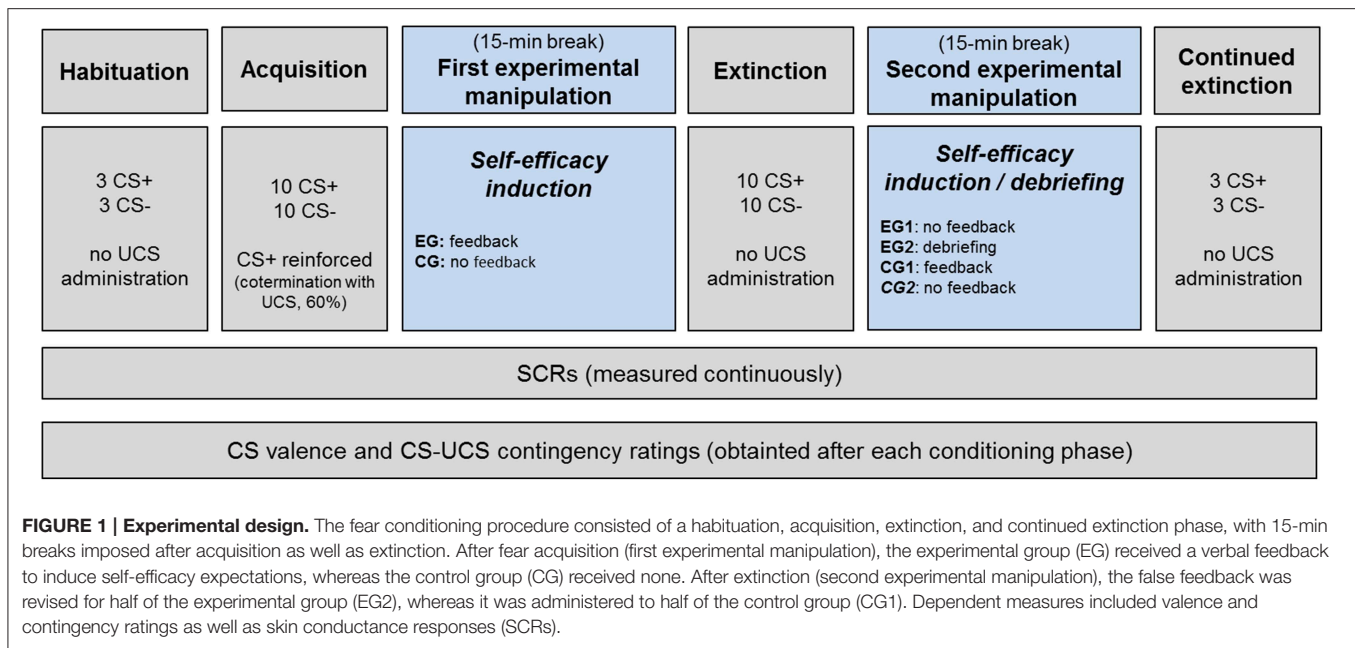 Habituation
Acquisition
(15-min break)
First experimental
manipulation
Extinction
(15-min break)
Second experimental
manipulation
Continued
extinction
3 CS+
3 CS-
no UCS
administration
10 CS+
10 CS-
CS+ reinforced
(cotermination with
UCS, 60%)
Self-efficacy
induction
EG: feedback
CG: no feedback
10 CS+
10 CS-
no UCS
administration
Self-efficacy
induction / debriefing
EG1: no feedback
EG2: debriefing
CG1: feedback
CG2: no feedback
3 CS+
3 CS-
no UCS
administration
SCRs (measured continuously)
CS valence and CS-UCS contingency ratings (obtainted after each conditioning phase)
FIGURE 1 | Experimental design. The fear conditioning procedure consisted of a habituation, acquisition, extinction, and continued extinction phase, with 15-min
breaks imposed after acquisition as well as extinction. After fear acquisition (first experimental manipulation), the experimental group (EG) received a verbal feedback
to induce self-efficacy expectations, whereas the control group (CG) received none. After extinction (second experimental manipulation), the false feedback was
revised for half of the experimental group (EG2), whereas it was administered to half of the control group (CG1). Dependent measures included valence and
contingency ratings as well as skin conductance responses (SCRs).